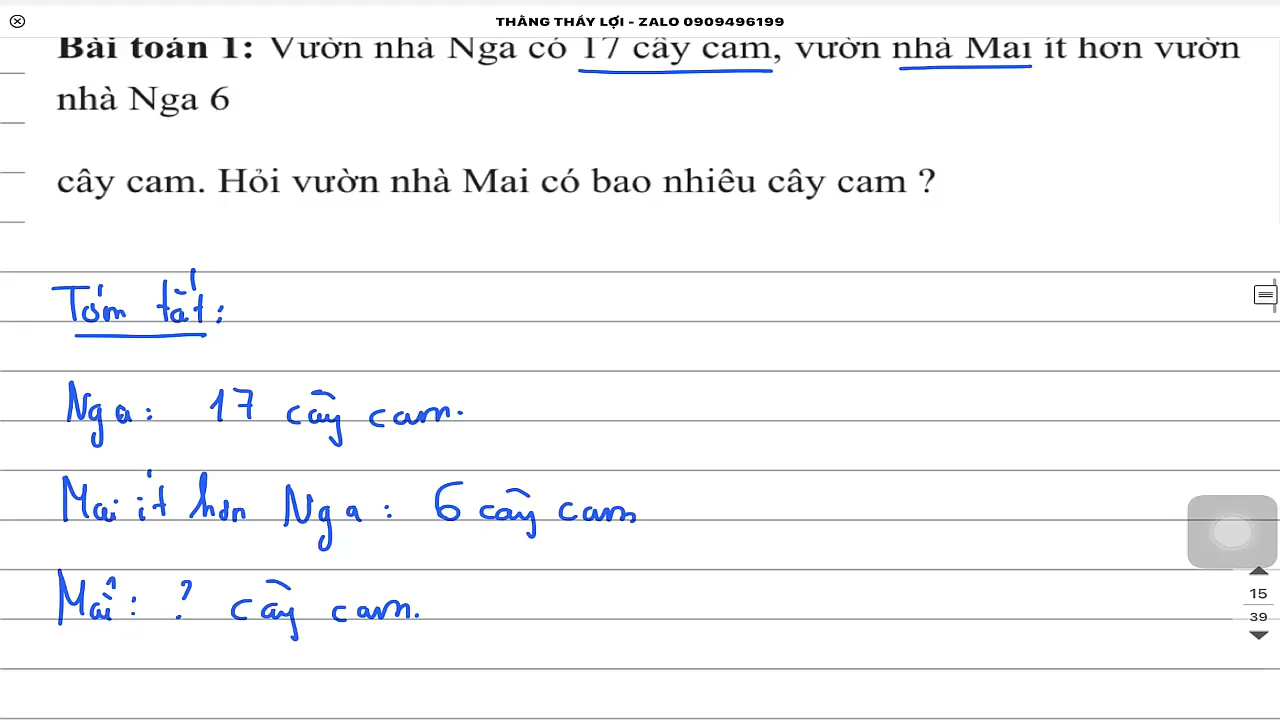 THẦNG THẦY LỢI - ZALO 0909496199
Bài toán 1: Vườn nhà Nga có 17 cây cam, vườn nhà Mai ít hơn vườn
nhà Nga 6
cây cam. Hỏi vườn nhà Mai có bao nhiêu cây cam ?
Tóm tắt:
Nga: 17 cây cam.
Mai ít hơn Nga: 6 cây cam
Mai: ? cây cam.
15
39